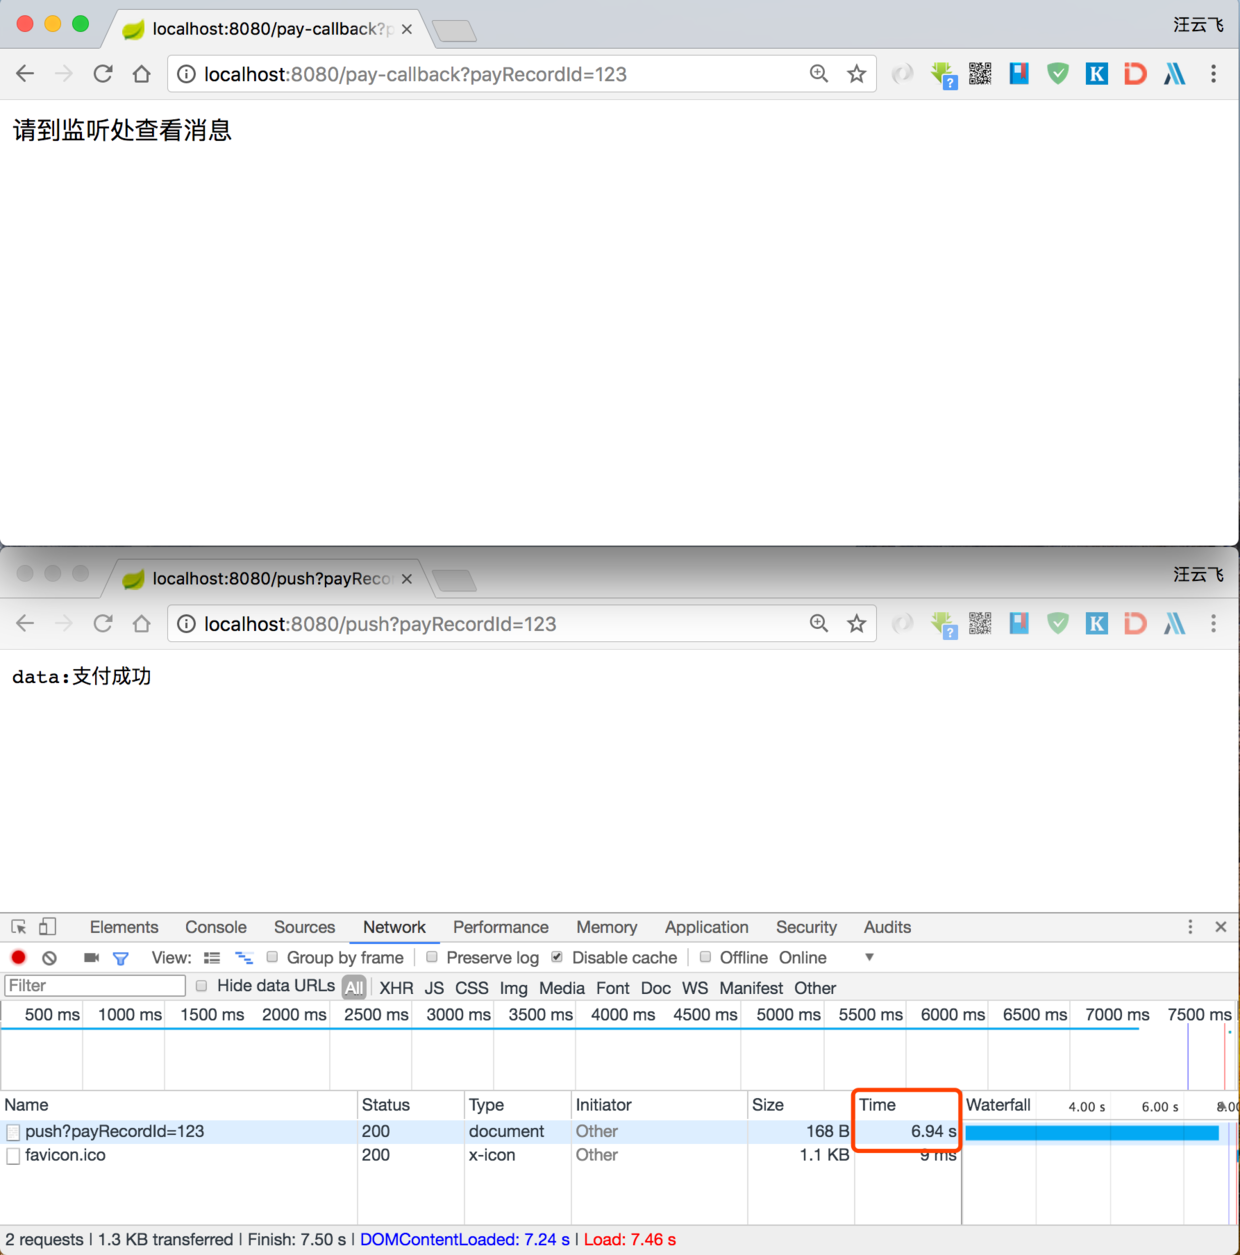 localhost:8080/pay-callback?p
汪云飞
localhost:8080/pay-callback?payRecordId=123
?
K
请到监听处查看消息
localhost:8080/push?payReco
汪云飞
localhost:8080/push?payRecordId=123
?
K
data:支付成功
Elements Console Sources Network Performance Memory Application Security Audits
View: Group by frame Preserve log Disable cache Offline Online
Filter Hide data URLs All XHR JS CSS Img Media Font Doc WS Manifest Other
500 ms 1000 ms 1500 ms 2000 ms 2500 ms 3000 ms 3500 ms 4000 ms 4500 ms 5000 ms 5500 ms 6000 ms 6500 ms 7000 ms 7500 ms
Name Status Type Initiator Size Time Waterfall 4.00 s 6.00 s
push?payRecordId=123 200 document Other 168 B 6.94 s
favicon.ico 200 x-icon Other 1.1 KB 9 ms
2 requests | 1.3 KB transferred | Finish: 7.50 s | DOMContentLoaded: 7.24 s | Load: 7.46 s